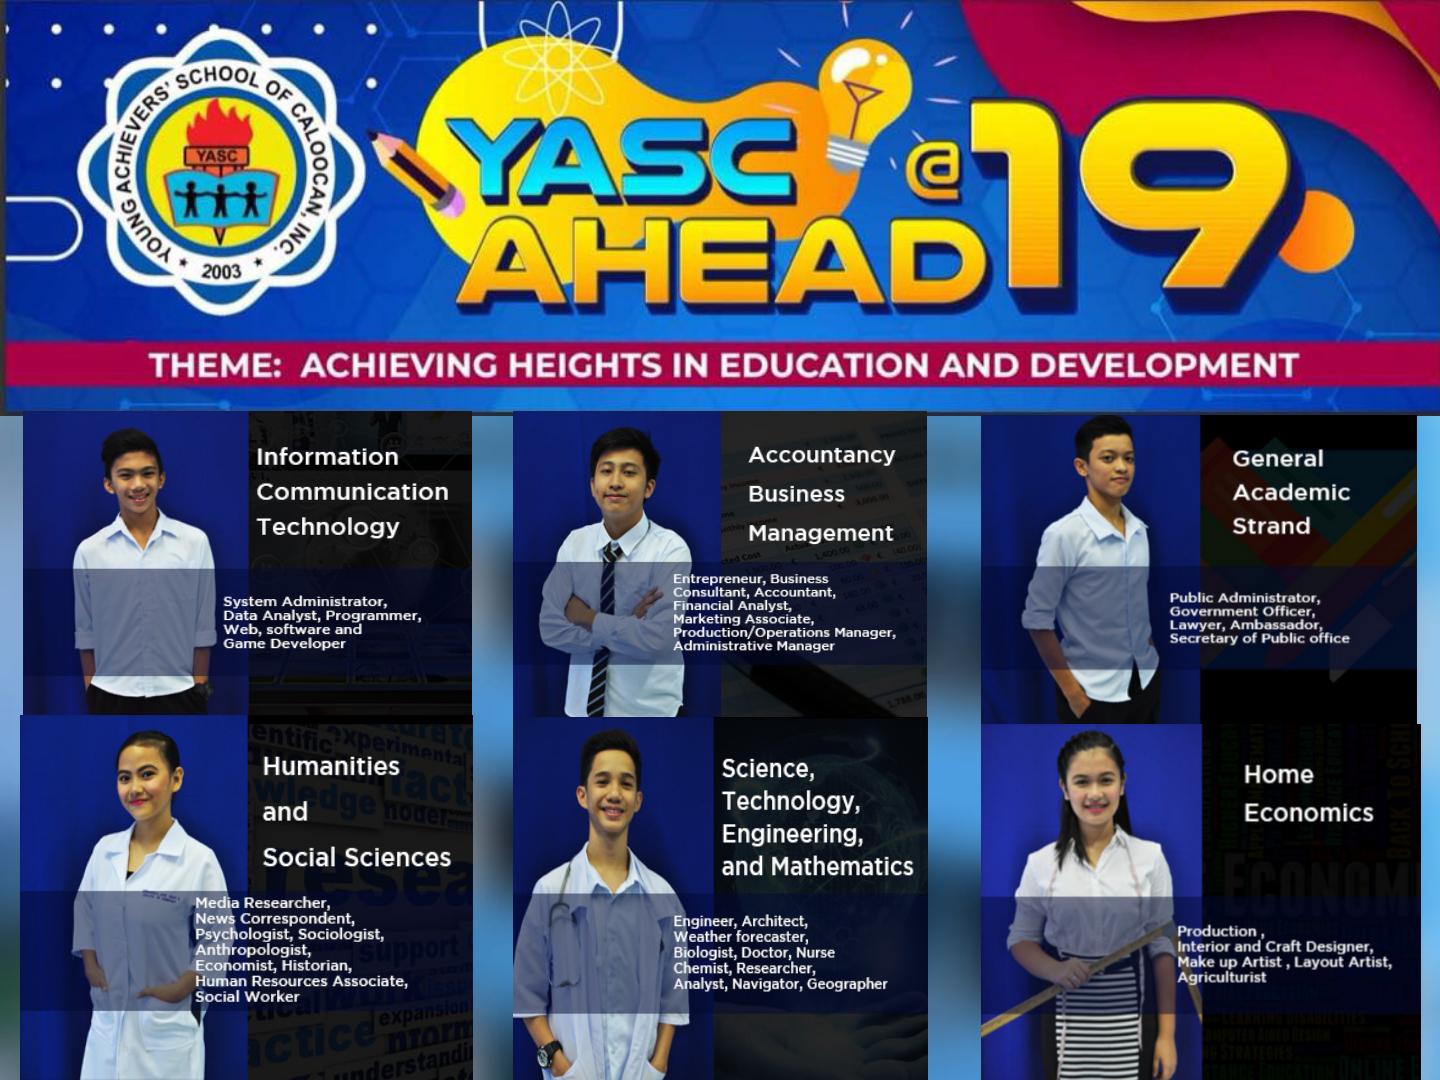 YOUNG ACHIEVERS' SCHOOL OF CALOOCAN, INC.
YASC
★ 2003 ★
YASC
AHEAD
@19
THEME: ACHIEVING HEIGHTS IN EDUCATION AND DEVELOPMENT
Information
Communication
Technology
System Administrator,
Data Analyst, Programmer,
Web, software and
Game Developer
Accountancy
Business
Management
Entrepreneur, Business
Consultant, Accountant,
Financial Analyst,
Marketing Associate,
Production/Operations Manager,
Administrative Manager
General
Academic
Strand
Public Administrator,
Government Officer,
Lawyer, Ambassador,
Secretary of Public office
Humanities
and
Social Sciences
Media Researcher,
News Correspondent,
Psychologist, Sociologist,
Anthropologist,
Economist, Historian,
Human Resources Associate,
Social Worker
Science,
Technology,
Engineering,
and Mathematics
Engineer, Architect,
Weather forecaster,
Biologist, Doctor, Nurse
Chemist, Researcher,
Analyst, Navigator, Geographer
Home
Economics
Production ,
Interior and Craft Designer,
Make up Artist , Layout Artist,
Agriculturist